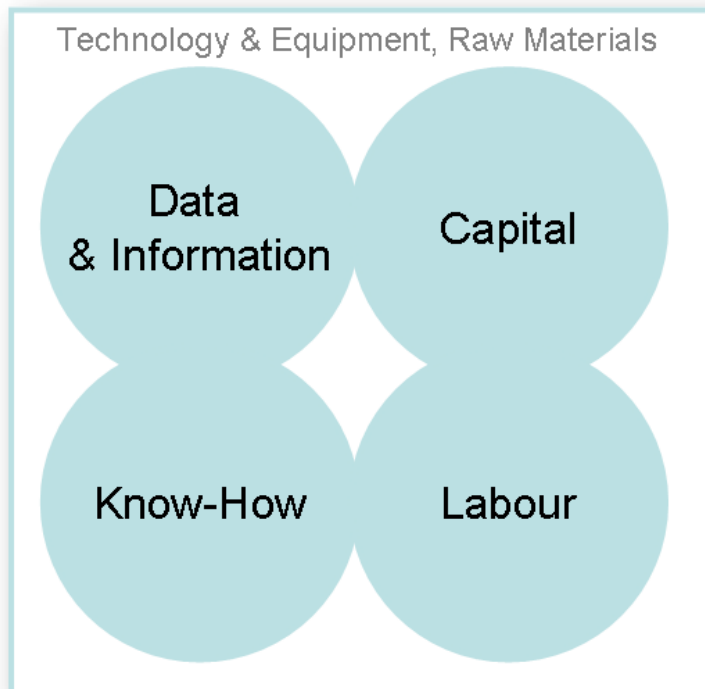 Technology & Equipment, Raw Materials
Data
& Information
Capital
Know-How
Labour